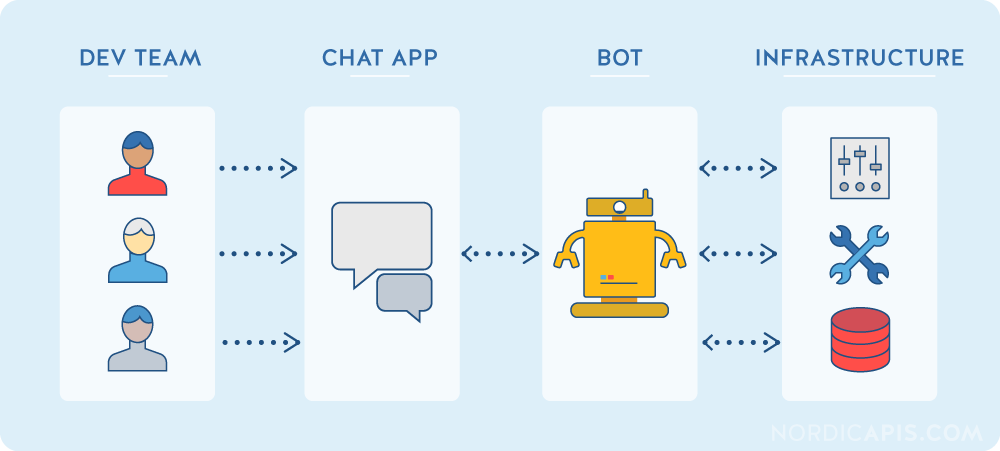 DEV TEAM
CHAT APP
BOT
INFRASTRUCTURE
NORDICAPIS.COM